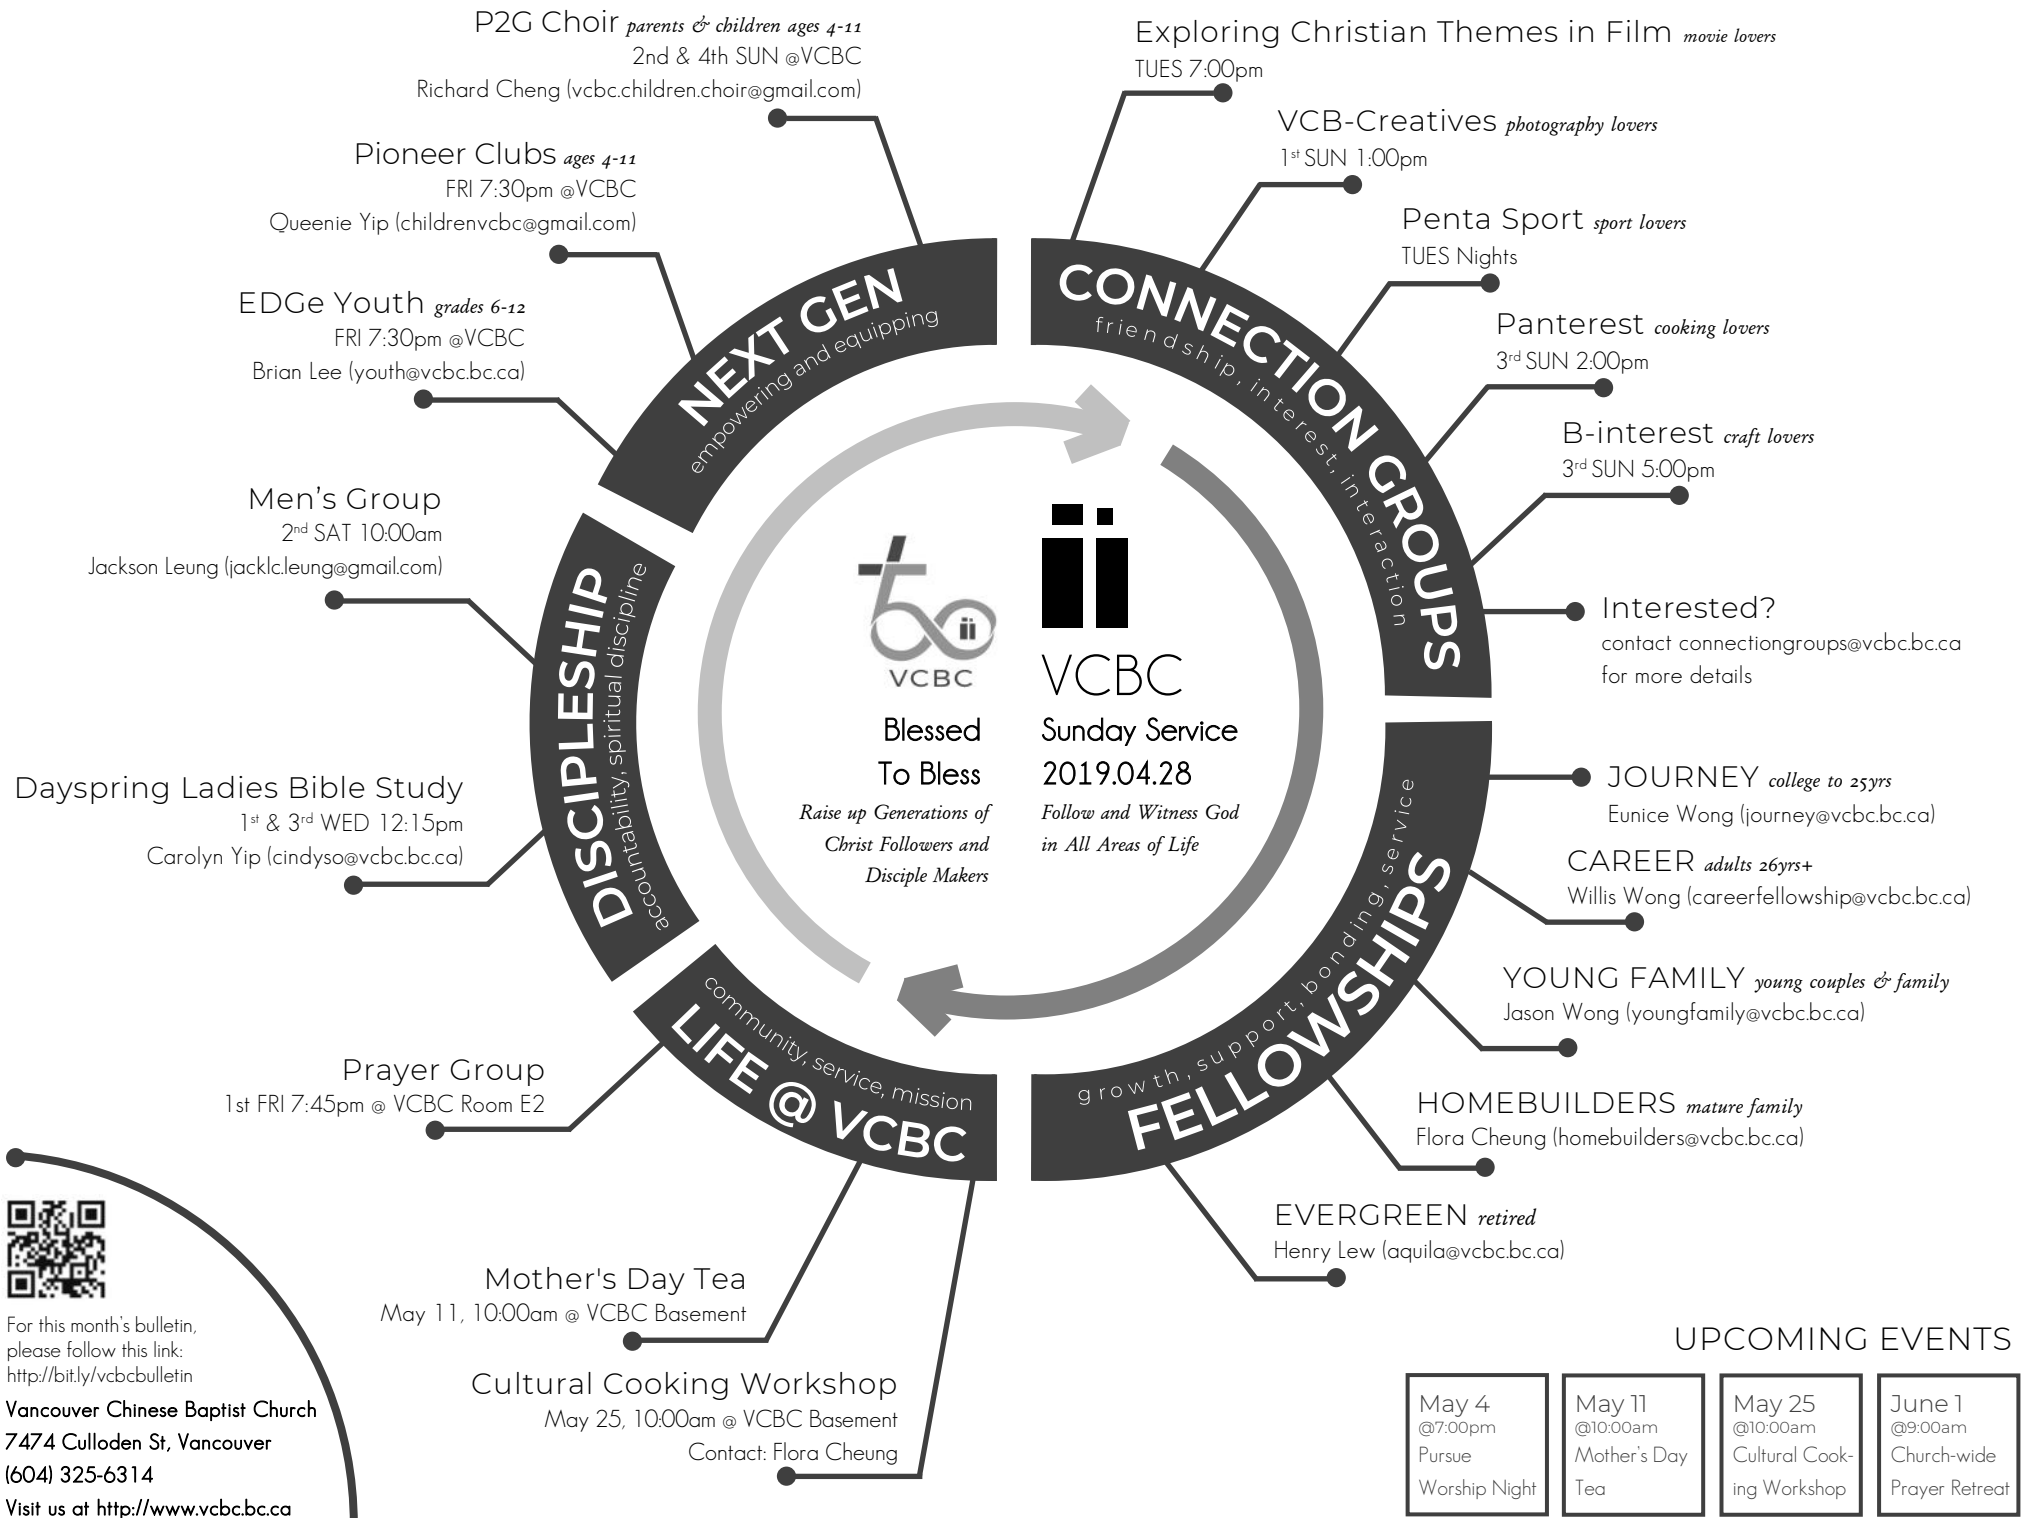 P2G Choir parents & children ages 4-11
2nd & 4th SUN @VCBC
Richard Cheng (vcbc.children.choir@gmail.com)
Pioneer Clubs ages 4-11
FRI 7:30pm @VCBC
Queenie Yip (childrenvcbc@gmail.com)
EDGe Youth grades 6-12
FRI 7:30pm @VCBC
Brian Lee (youth@vcbc.bc.ca)
NEXT GEN
empowering and equipping
Men's Group
2nd SAT 10:00am
Jackson Leung (jacklc.leung@gmail.com)
Dayspring Ladies Bible Study
1st & 3rd WED 12:15pm
Carolyn Yip (cindyso@vcbc.bc.ca)
DISCIPLESHIP
accountability, spiritual discipline
Prayer Group
1st FRI 7:45pm @ VCBC Room E2
Mother's Day Tea
May 11, 10:00am @ VCBC Basement
Cultural Cooking Workshop
May 25, 10:00am @ VCBC Basement
Contact: Flora Cheung
community, service, mission
LIFE @ VCBC
Exploring Christian Themes in Film movie lovers
TUES 7:00pm
VCB-Creatives photography lovers
1st SUN 1:00pm
Penta Sport sport lovers
TUES Nights
Panterest cooking lovers
3rd SUN 2:00pm
B-interest craft lovers
3rd SUN 5:00pm
Interested?
contact connectiongroups@vcbc.bc.ca
for more details
CONNECTION GROUPS
friendship, interest, interaction
JOURNEY college to 25yrs
Eunice Wong (journey@vcbc.bc.ca)
CAREER adults 26yrs+
Willis Wong (careerfellowship@vcbc.bc.ca)
YOUNG FAMILY young couples & family
Jason Wong (youngfamily@vcbc.bc.ca)
HOMEBUILDERS mature family
Flora Cheung (homebuilders@vcbc.bc.ca)
EVERGREEN retired
Henry Lew (aquila@vcbc.bc.ca)
growth, support, bonding, service
FELLOWSHIPS
VCBC
Blessed
To Bless
Raise up Generations of
Christ Followers and
Disciple Makers
VCBC
Sunday Service
2019.04.28
Follow and Witness God
in All Areas of Life
For this month's bulletin,
please follow this link:
http://bit.ly/vcbcbulletin
Vancouver Chinese Baptist Church
7474 Culloden St, Vancouver
(604) 325-6314
Visit us at http://www.vcbc.bc.ca
UPCOMING EVENTS
May 4
@7:00pm
Pursue
Worship Night
May 11
@10:00am
Mother's Day
Tea
May 25
@10:00am
Cultural Cook-
ing Workshop
June 1
@9:00am
Church-wide
Prayer Retreat